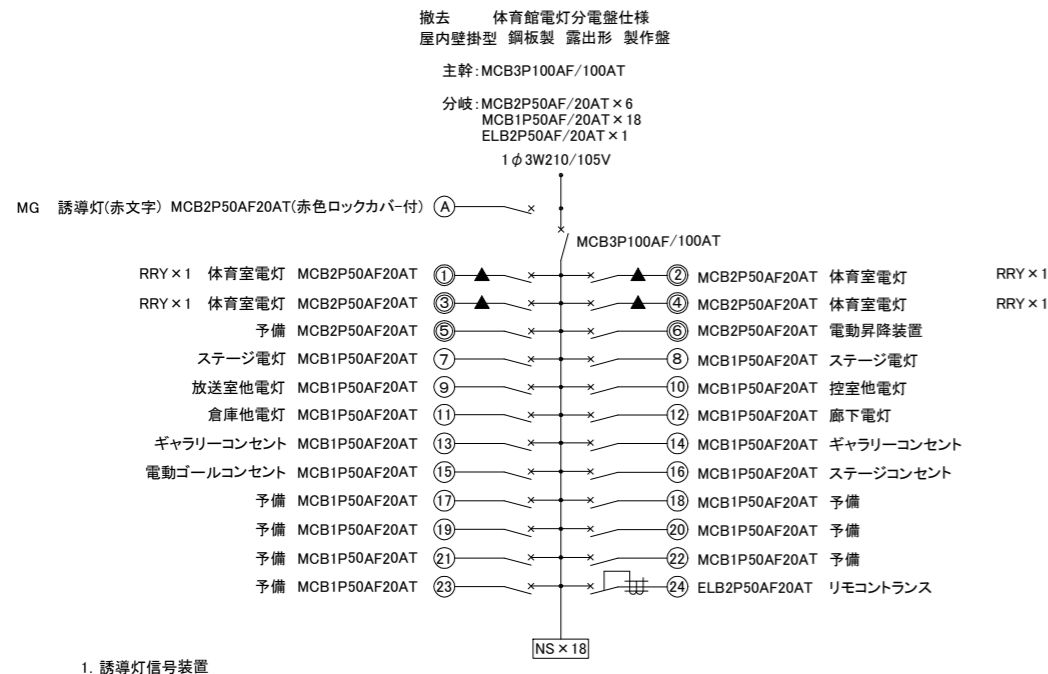 撤去 体育館電灯分電盤仕様
屋内壁掛型 鋼板製 露出形 製作盤
主幹:MCB3P100AF/100AT
分岐:MCB2P50AF/20AT×6
MCB1P50AF/20AT×18
ELB2P50AF/20AT×1
1φ3W210/105V
MG 誘導灯(赤文字) MCB2P50AF20AT(赤色ロックカバー付) A
MCB3P100AF/100AT
RRY×1 体育室電灯 MCB2P50AF20AT ① ② MCB2P50AF20AT 体育室電灯 RRY×1
RRY×1 体育室電灯 MCB2P50AF20AT ③ ④ MCB2P50AF20AT 体育室電灯 RRY×1
予備 MCB2P50AF20AT ⑤ ⑥ MCB2P50AF20AT 電動昇降装置
ステージ電灯 MCB1P50AF20AT ⑦ ⑧ MCB1P50AF20AT ステージ電灯
放送室他電灯 MCB1P50AF20AT ⑨ ⑩ MCB1P50AF20AT 控室他電灯
倉庫他電灯 MCB1P50AF20AT ⑪ ⑫ MCB1P50AF20AT 廊下電灯
ギャラリーコンセント MCB1P50AF20AT ⑬ ⑭ MCB1P50AF20AT ギャラリーコンセント
電動ゴールコンセント MCB1P50AF20AT ⑮ ⑯ MCB1P50AF20AT ステージコンセント
予備 MCB1P50AF20AT ⑰ ⑱ MCB1P50AF20AT 予備
予備 MCB1P50AF20AT ⑲ ⑳ MCB1P50AF20AT 予備
予備 MCB1P50AF20AT ㉑ ㉒ MCB1P50AF20AT 予備
予備 MCB1P50AF20AT ㉓ ㉔ ELB2P50AF20AT リモコントランス
NS×18
1. 誘導灯信号装置